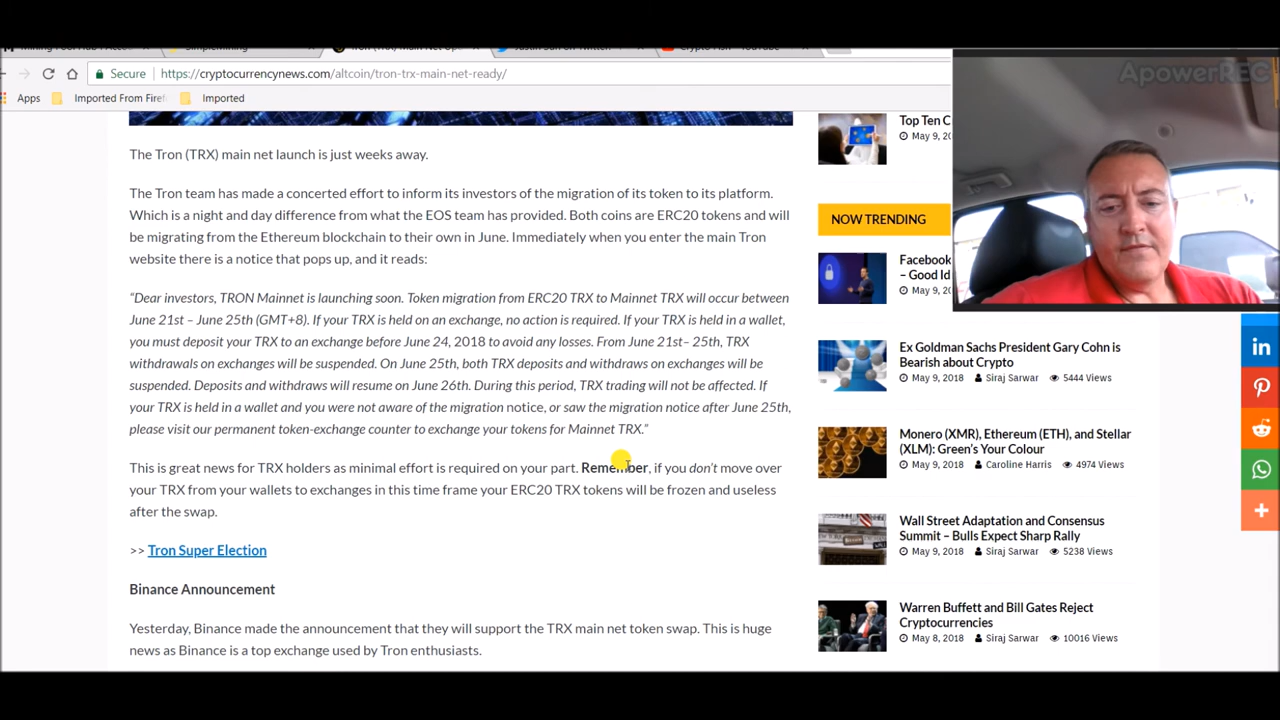 Tron (TRX) Main Net Up
Justin Sun on Twitter
Crypto Ash - YouTube
ApowerREC
Secure https://cryptocurrencynews.com/altcoin/tron-trx-main-net-ready/
Apps Imported From Firef Imported
The Tron (TRX) main net launch is just weeks away.
The Tron team has made a concerted effort to inform its investors of the migration of its token to its platform.
Which is a night and day difference from what the EOS team has provided. Both coins are ERC20 tokens and will
be migrating from the Ethereum blockchain to their own in June. Immediately when you enter the main Tron
website there is a notice that pops up, and it reads:
“Dear investors, TRON Mainnet is launching soon. Token migration from ERC20 TRX to Mainnet TRX will occur between
June 21st – June 25th (GMT+8). If your TRX is held on an exchange, no action is required. If your TRX is held in a wallet,
you must deposit your TRX to an exchange before June 24, 2018 to avoid any losses. From June 21st– 25th, TRX
withdrawals on exchanges will be suspended. On June 25th, both TRX deposits and withdraws on exchanges will be
suspended. Deposits and withdraws will resume on June 26th. During this period, TRX trading will not be affected. If
your TRX is held in a wallet and you were not aware of the migration notice, or saw the migration notice after June 25th,
please visit our permanent token-exchange counter to exchange your tokens for Mainnet TRX.”
This is great news for TRX holders as minimal effort is required on your part. Remember, if you don’t move over
your TRX from your wallets to exchanges in this time frame your ERC20 TRX tokens will be frozen and useless
after the swap.
>> Tron Super Election
Binance Announcement
Yesterday, Binance made the announcement that they will support the TRX main net token swap. This is huge
news as Binance is a top exchange used by Tron enthusiasts.
Top Ten C
May 9, 20
NOW TRENDING
Facebook
– Good Id
May 9, 20
Ex Goldman Sachs President Gary Cohn is
Bearish about Crypto
May 9, 2018 Siraj Sarwar 5444 Views
Monero (XMR), Ethereum (ETH), and Stellar
(XLM): Green’s Your Colour
May 9, 2018 Caroline Harris 4974 Views
Wall Street Adaptation and Consensus
Summit – Bulls Expect Sharp Rally
May 9, 2018 Siraj Sarwar 5238 Views
Warren Buffett and Bill Gates Reject
Cryptocurrencies
May 8, 2018 Siraj Sarwar 10016 Views